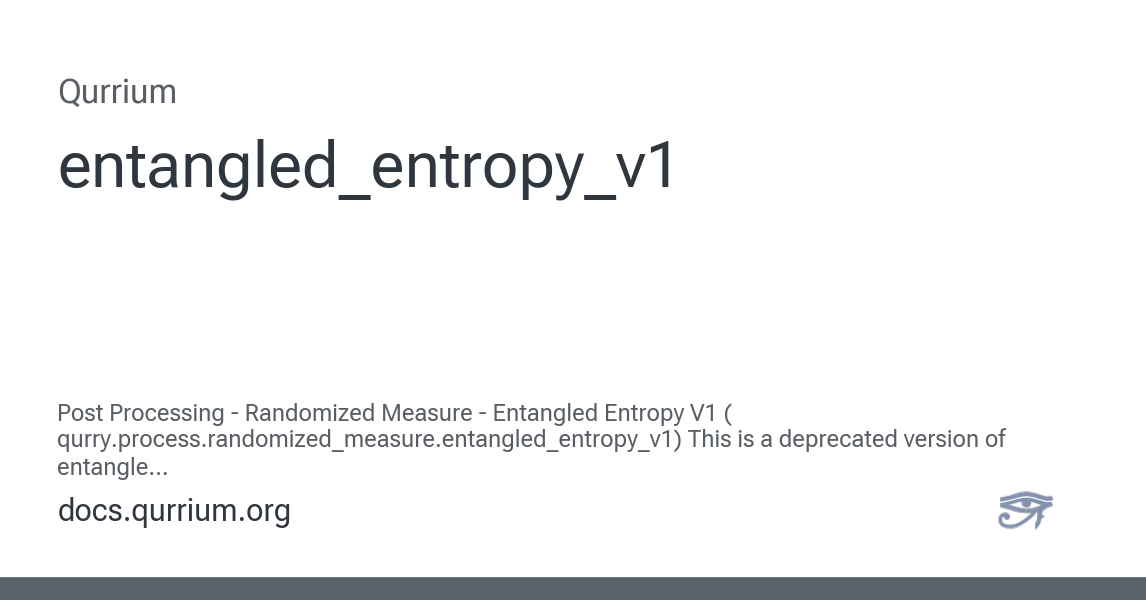 Qurrium
entangled_entropy_v1
Post Processing - Randomized Measure - Entangled Entropy V1 (
qurry.process.randomized_measure.entangled_entropy_v1) This is a deprecated version of
entangle...
docs.qurrium.org